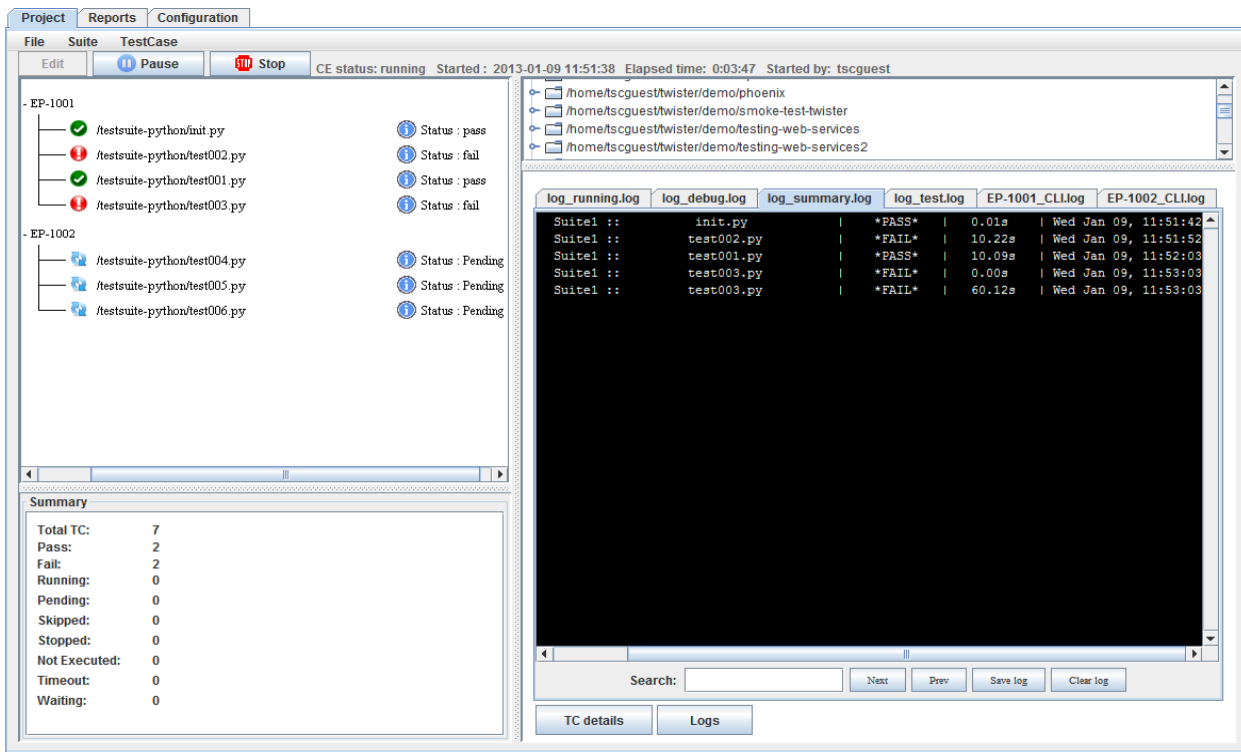 Project Reports Configuration
File Suite TestCase
Edit Pause STOP Stop CE status: running Started : 2013-01-09 11:51:38 Elapsed time: 0:03:47 Started by: tscguest
- EP-1001
/testsuite-python/init.py Status : pass
/testsuite-python/test002.py Status : fail
/testsuite-python/test001.py Status : pass
/testsuite-python/test003.py Status : fail
- EP-1002
/testsuite-python/test004.py Status : Pending
/testsuite-python/test005.py Status : Pending
/testsuite-python/test006.py Status : Pending
Summary
Total TC: 7
Pass: 2
Fail: 2
Running: 0
Pending: 0
Skipped: 0
Stopped: 0
Not Executed: 0
Timeout: 0
Waiting: 0
/home/tscguest/twister/demo/phoenix
/home/tscguest/twister/demo/smoke-test-twister
/home/tscguest/twister/demo/testing-web-services
/home/tscguest/twister/demo/testing-web-services2
log_running.log log_debug.log log_summary.log log_test.log EP-1001_CLI.log EP-1002_CLI.log
Suite1 :: init.py | *PASS* | 0.01s | Wed Jan 09, 11:51:42
Suite1 :: test002.py | *FAIL* | 10.22s | Wed Jan 09, 11:51:52
Suite1 :: test001.py | *PASS* | 10.09s | Wed Jan 09, 11:52:03
Suite1 :: test003.py | *FAIL* | 0.00s | Wed Jan 09, 11:53:03
Suite1 :: test003.py | *FAIL* | 60.12s | Wed Jan 09, 11:53:03
Search: Next Prev Save log Clear log
TC details Logs